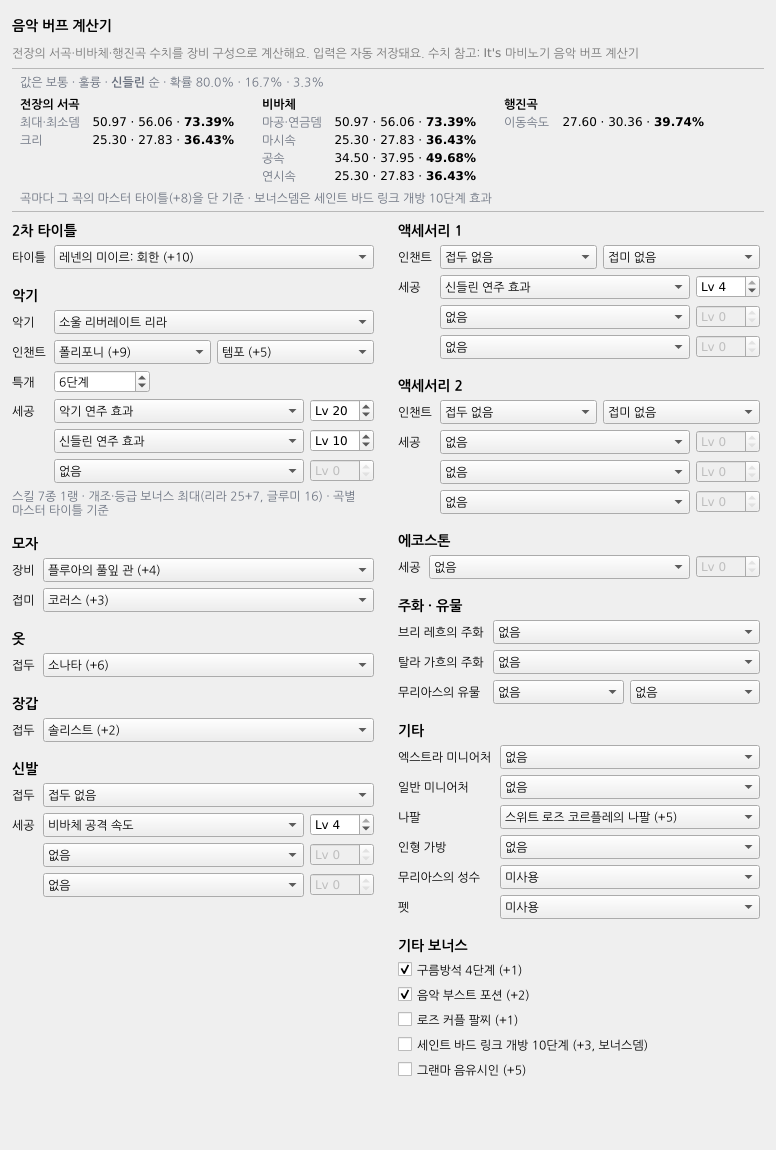 음악 버프 계산기
전장의 서곡·비바체·행진곡 수치를 장비 구성으로 계산해요. 입력은 자동 저장돼요. 수치 참고: It's 마비노기 음악 버프 계산기
값은 보통 · 훌륭 · 신들린 순 · 확률 80.0% · 16.7% · 3.3%
전장의 서곡
최대·최소뎀 50.97 · 56.06 · 73.39%
크리 25.30 · 27.83 · 36.43%
비바체
마공·연금뎀 50.97 · 56.06 · 73.39%
마시속 25.30 · 27.83 · 36.43%
공속 34.50 · 37.95 · 49.68%
연시속 25.30 · 27.83 · 36.43%
행진곡
이동속도 27.60 · 30.36 · 39.74%
곡마다 그 곡의 마스터 타이틀(+8)을 단 기준 · 보너스뎀은 세인트 바드 링크 개방 10단계 효과
2차 타이틀
타이틀 레넨의 미이르: 회한 (+10)
악기
악기 소울 리버레이트 리라
인챈트 폴리포니 (+9) 템포 (+5)
특개 6단계
세공 악기 연주 효과 Lv 20
신들린 연주 효과 Lv 10
없음 Lv 0
스킬 7종 1랭 · 개조·등급 보너스 최대(리라 25+7, 글루미 16) · 곡별
마스터 타이틀 기준
모자
장비 플루아의 풀잎 관 (+4)
접미 코러스 (+3)
옷
접두 소나타 (+6)
장갑
접두 솔리스트 (+2)
신발
접두 접두 없음
세공 비바체 공격 속도 Lv 4
없음 Lv 0
없음 Lv 0
액세서리 1
인챈트 접두 없음 접미 없음
세공 신들린 연주 효과 Lv 4
없음 Lv 0
없음 Lv 0
액세서리 2
인챈트 접두 없음 접미 없음
세공 없음 Lv 0
없음 Lv 0
없음 Lv 0
에코스톤
세공 없음 Lv 0
주화 · 유물
브리 레흐의 주화 없음
탈라 가흐의 주화 없음
무리아스의 유물 없음 없음
기타
엑스트라 미니어처 없음
일반 미니어처 없음
나팔 스위트 로즈 코르플레의 나팔 (+5)
인형 가방 없음
무리아스의 성수 미사용
펫 미사용
기타 보너스
구름방석 4단계 (+1)
음악 부스트 포션 (+2)
로즈 커플 팔찌 (+1)
세인트 바드 링크 개방 10단계 (+3, 보너스뎀)
그랜마 음유시인 (+5)